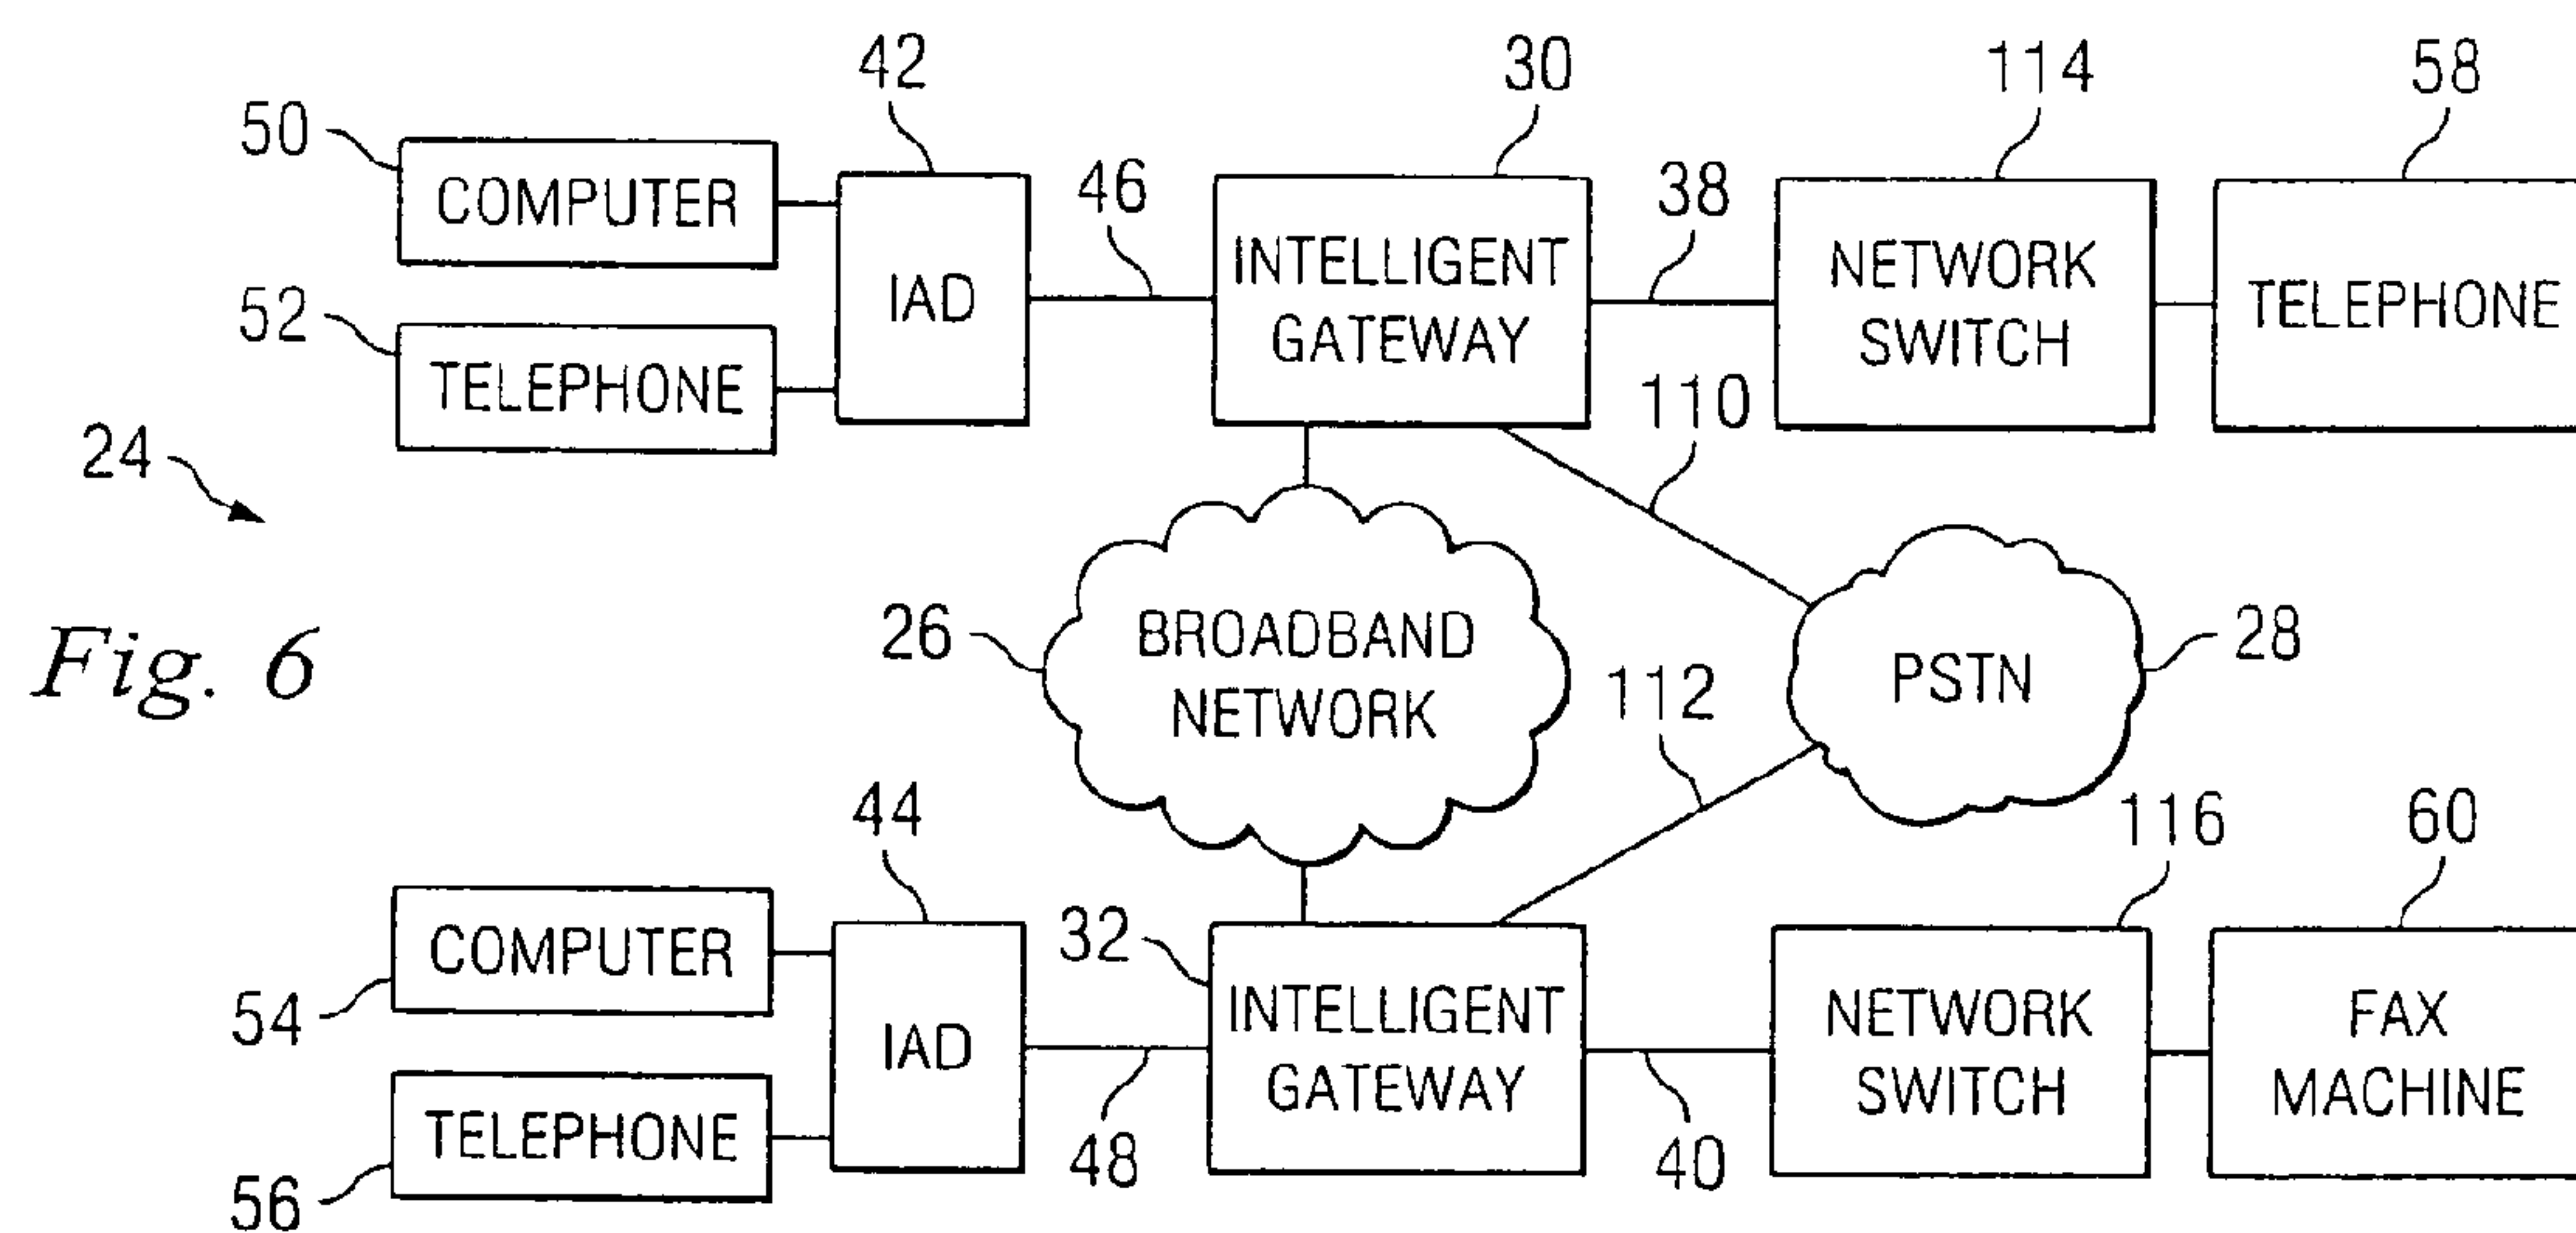 42
30
114
58
50
COMPUTER
46
38
INTELLIGENT
GATEWAY
NETWORK
SWITCH
TELEPHONE
IAD
52
TELEPHONE
110
24
Fig. 6
26
BROADBAND
NETWORK
PSTN
28
112
44
116
60
COMPUTER
32
54
IAD
INTELLIGENT
GATEWAY
NETWORK
SWITCH
FAX
MACHINE
TELEPHONE
56
48
40